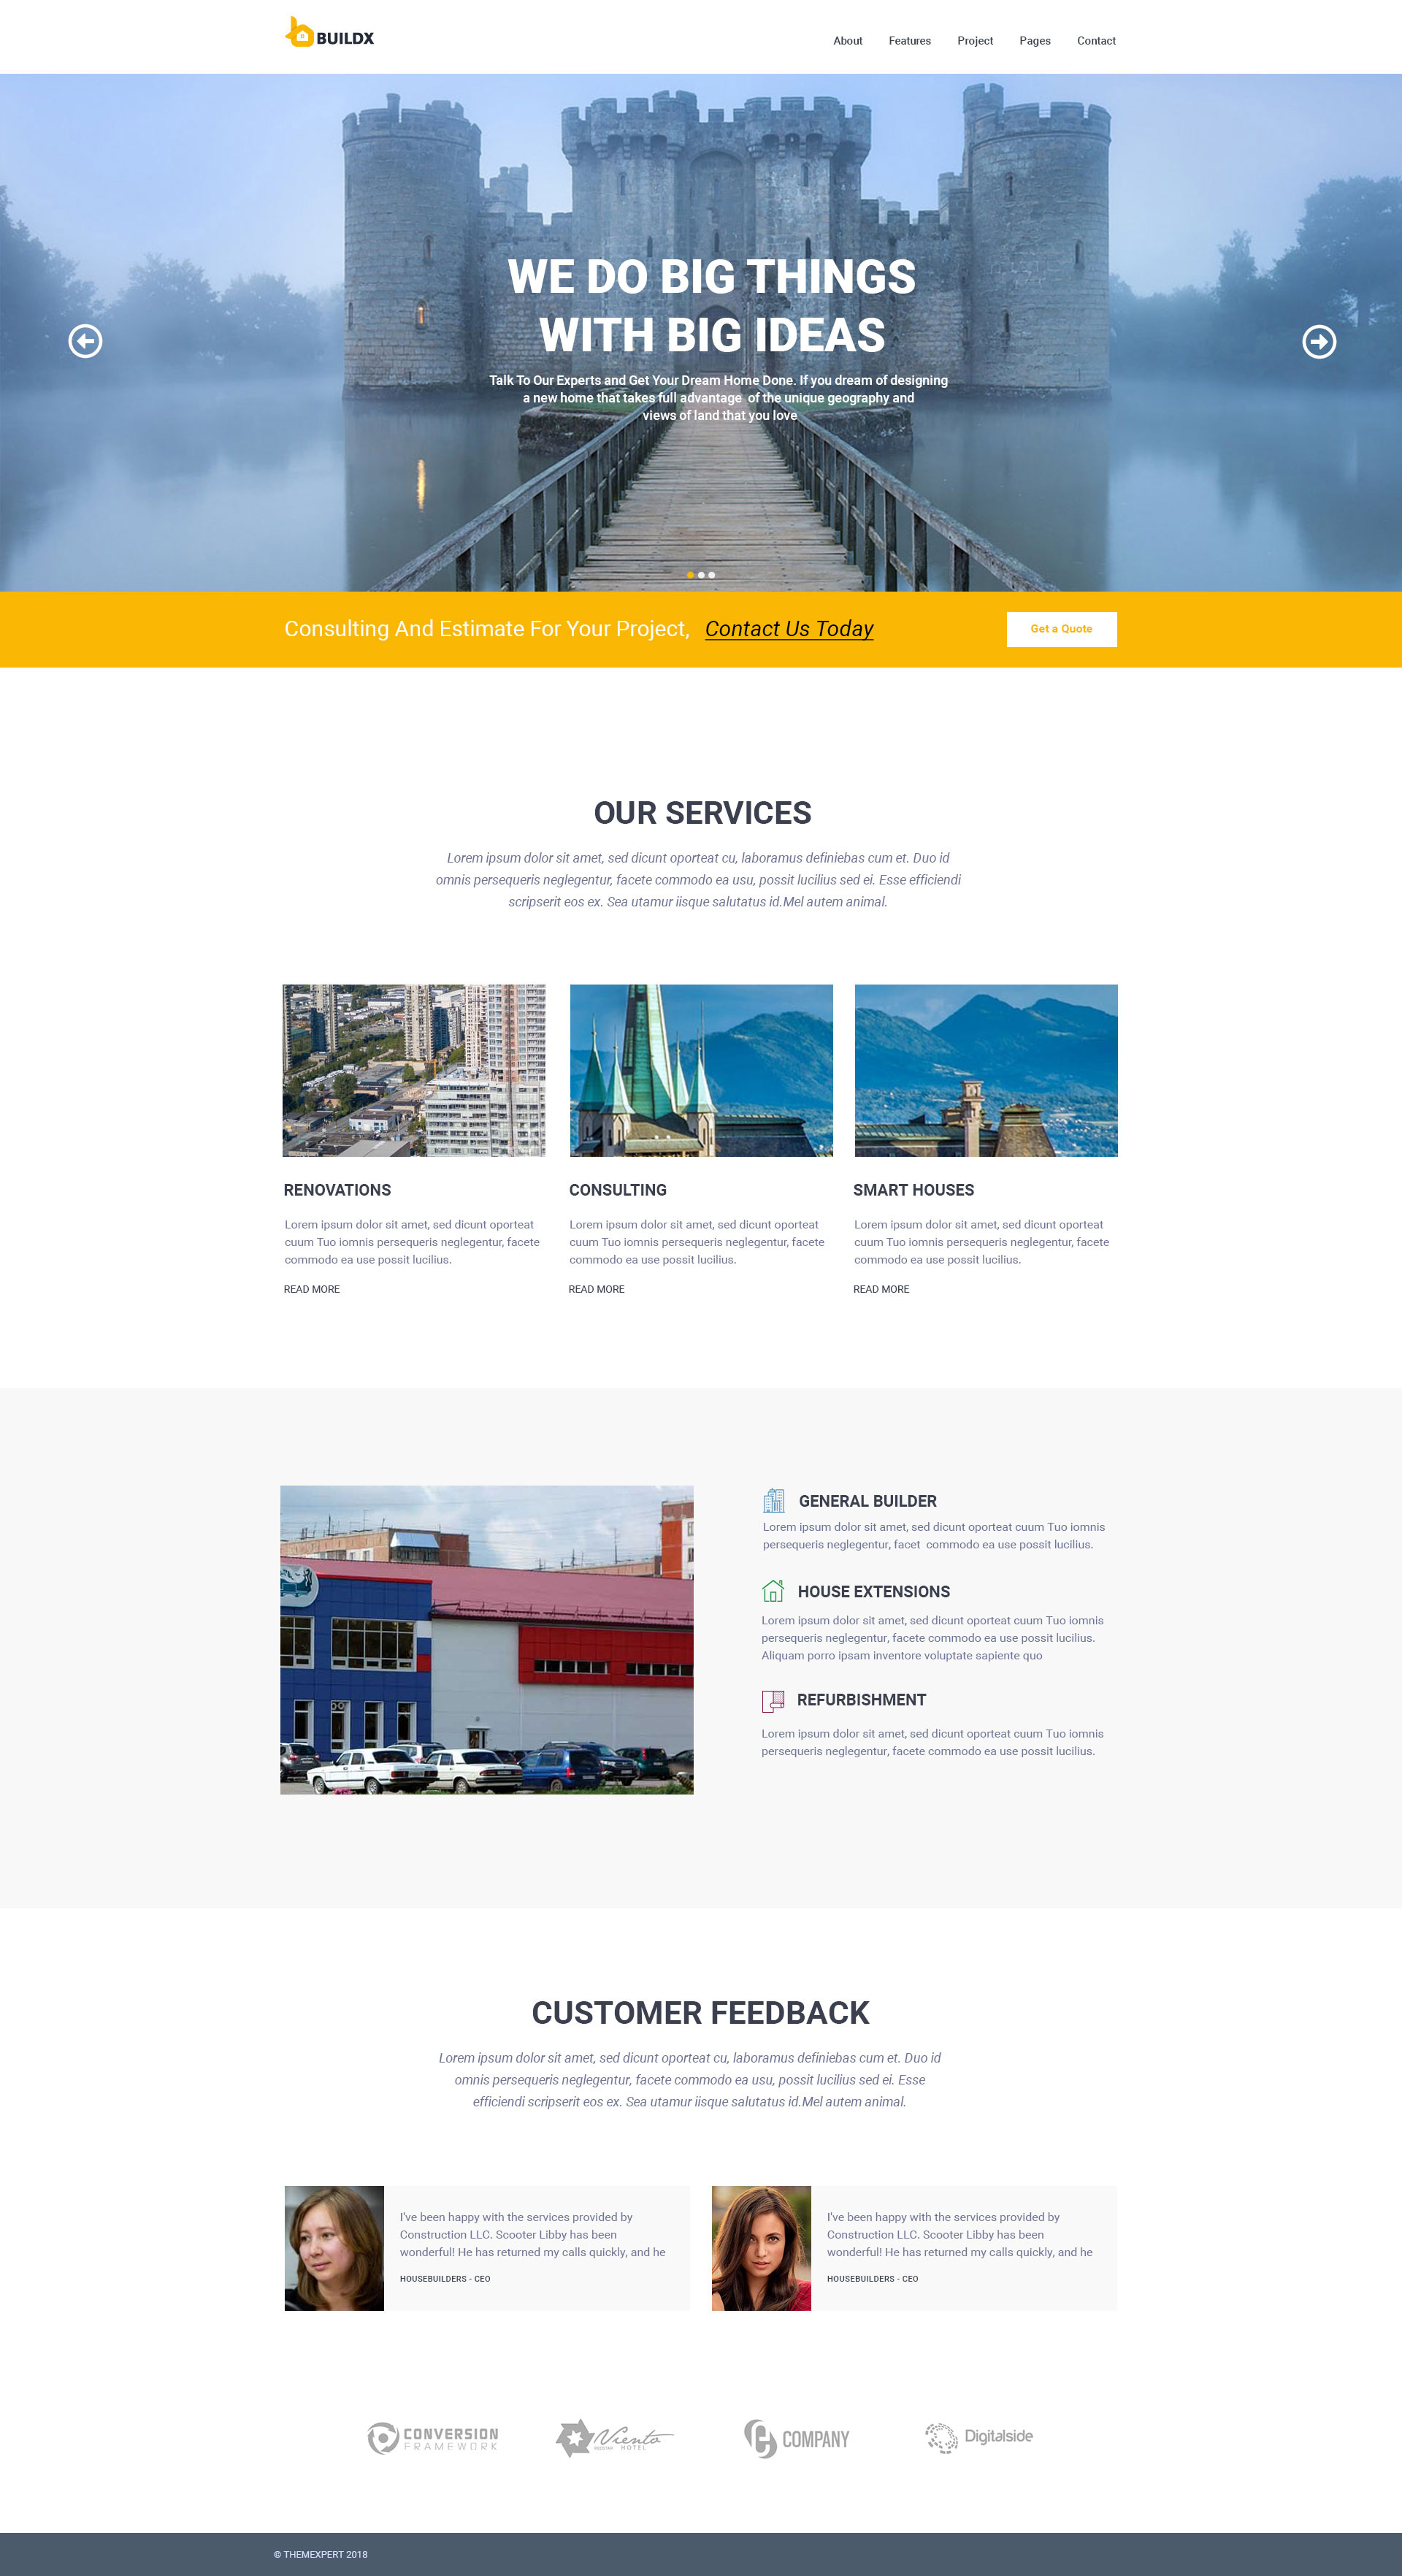 BUILDX
About Features Project Pages Contact
WE DO BIG THINGS
WITH BIG IDEAS
Talk To Our Experts and Get Your Dream Home Done. If you dream of designing
a new home that takes full advantage of the unique geography and
views of land that you love
Consulting And Estimate For Your Project, Contact Us Today
Get a Quote
OUR SERVICES
Lorem ipsum dolor sit amet, sed dicunt oporteat cu, laboramus definiebas cum et. Duo id
omnis persequeris neglegentur, facete commodo ea usu, possit lucilius sed ei. Esse efficiendi
scripserit eos ex. Sea utamur iisque salutatus id.Mel autem animal.
RENOVATIONS
Lorem ipsum dolor sit amet, sed dicunt oporteat
cuum Tuo iomnis persequeris neglegentur, facete
commodo ea use possit lucilius.
READ MORE
CONSULTING
Lorem ipsum dolor sit amet, sed dicunt oporteat
cuum Tuo iomnis persequeris neglegentur, facete
commodo ea use possit lucilius.
READ MORE
SMART HOUSES
Lorem ipsum dolor sit amet, sed dicunt oporteat
cuum Tuo iomnis persequeris neglegentur, facete
commodo ea use possit lucilius.
READ MORE
GENERAL BUILDER
Lorem ipsum dolor sit amet, sed dicunt oporteat cuum Tuo iomnis
persequeris neglegentur, facet commodo ea use possit lucilius.
HOUSE EXTENSIONS
Lorem ipsum dolor sit amet, sed dicunt oporteat cuum Tuo iomnis
persequeris neglegentur, facete commodo ea use possit lucilius.
Aliquam porro ipsam inventore voluptate sapiente quo
REFURBISHMENT
Lorem ipsum dolor sit amet, sed dicunt oporteat cuum Tuo iomnis
persequeris neglegentur, facete commodo ea use possit lucilius.
CUSTOMER FEEDBACK
Lorem ipsum dolor sit amet, sed dicunt oporteat cu, laboramus definiebas cum et. Duo id
omnis persequeris neglegentur, facete commodo ea usu, possit lucilius sed ei. Esse
efficiendi scripserit eos ex. Sea utamur iisque salutatus id.Mel autem animal.
I've been happy with the services provided by
Construction LLC. Scooter Libby has been
wonderful! He has returned my calls quickly, and he
HOUSEBUILDERS - CEO
I've been happy with the services provided by
Construction LLC. Scooter Libby has been
wonderful! He has returned my calls quickly, and he
HOUSEBUILDERS - CEO
CONVERSION
FRAMEWORK
Viento
HOTEL
COMPANY
Digitalside
© THEMEXPERT 2018